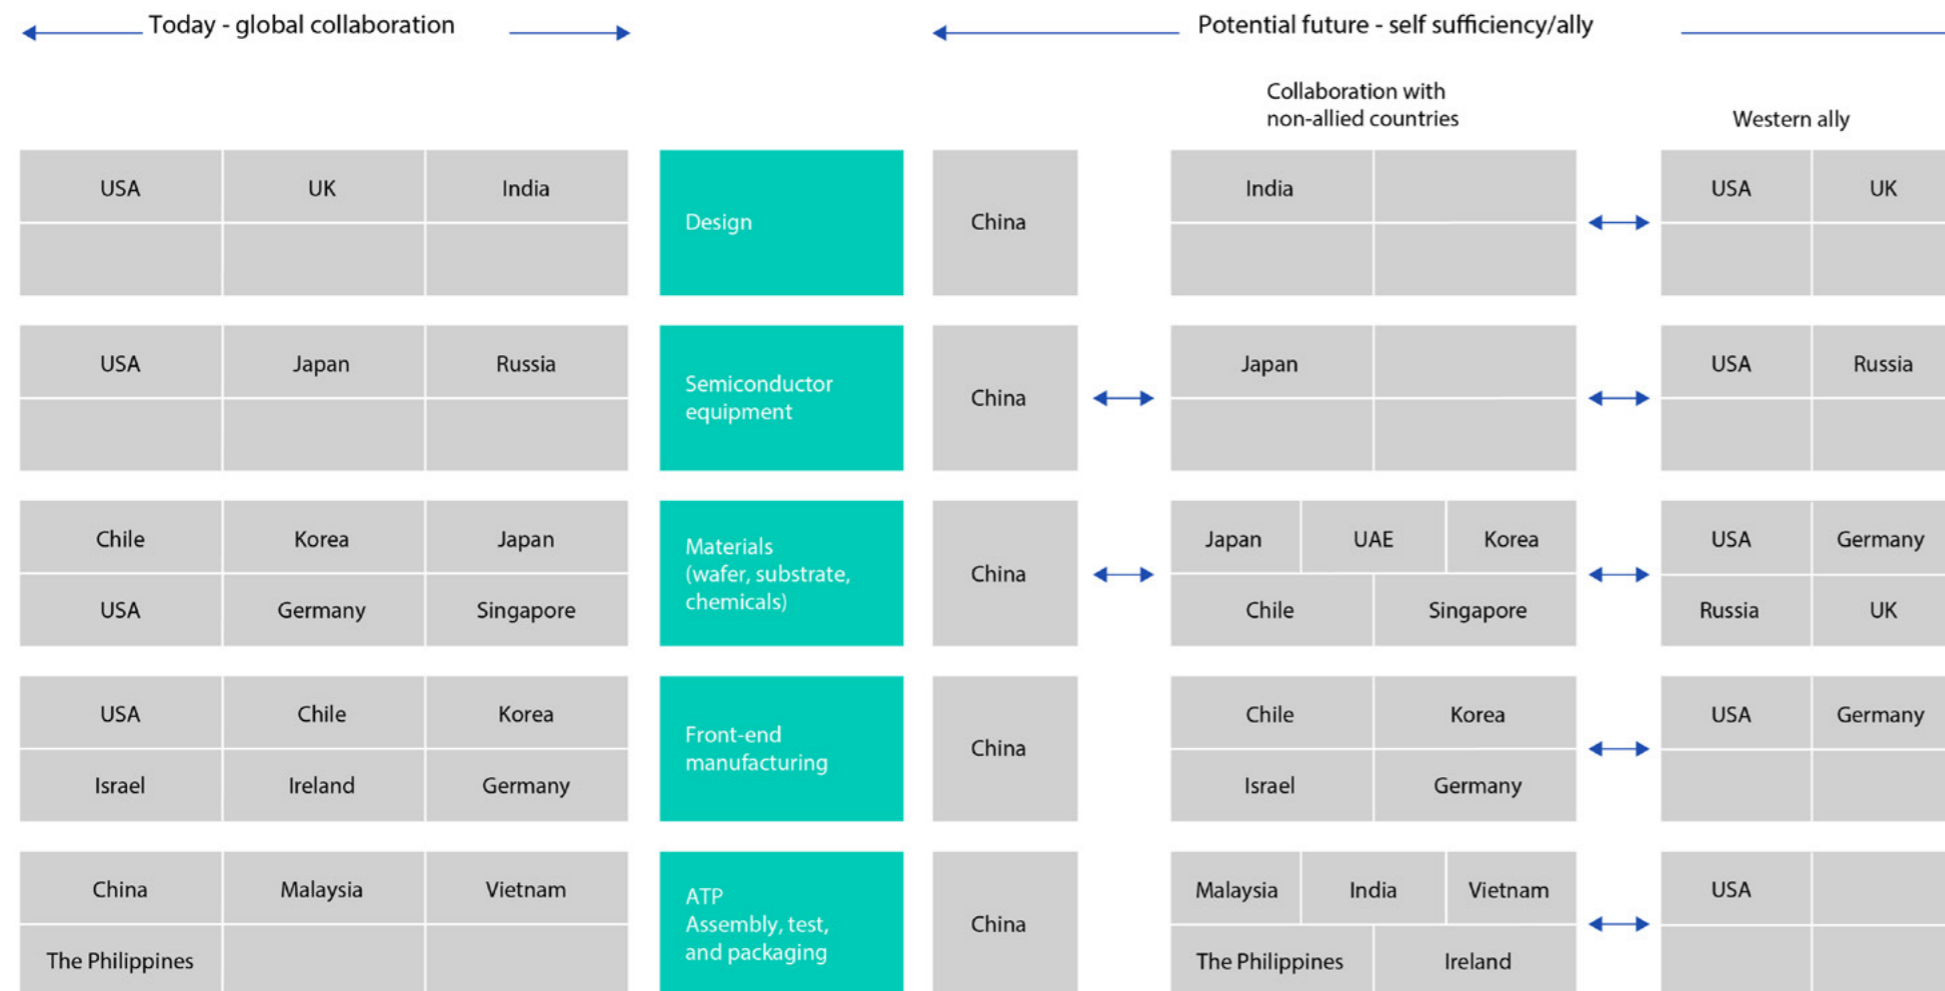 Today - global collaboration
Potential future - self sufficiency/ally
Collaboration with
non-allied countries
Western ally
USA UK India
Design
China
India
USA UK
USA Japan Russia
Semiconductor
equipment
China
Japan
USA Russia
Chile Korea Japan
USA Germany Singapore
Materials
(wafer, substrate,
chemicals)
China
Japan UAE Korea
Chile Singapore
USA Germany
Russia UK
USA Chile Korea
Israel Ireland Germany
Front-end
manufacturing
China
Chile Korea
Israel Germany
USA Germany
China Malaysia Vietnam
The Philippines
ATP
Assembly, test,
and packaging
China
Malaysia India Vietnam
The Philippines Ireland
USA